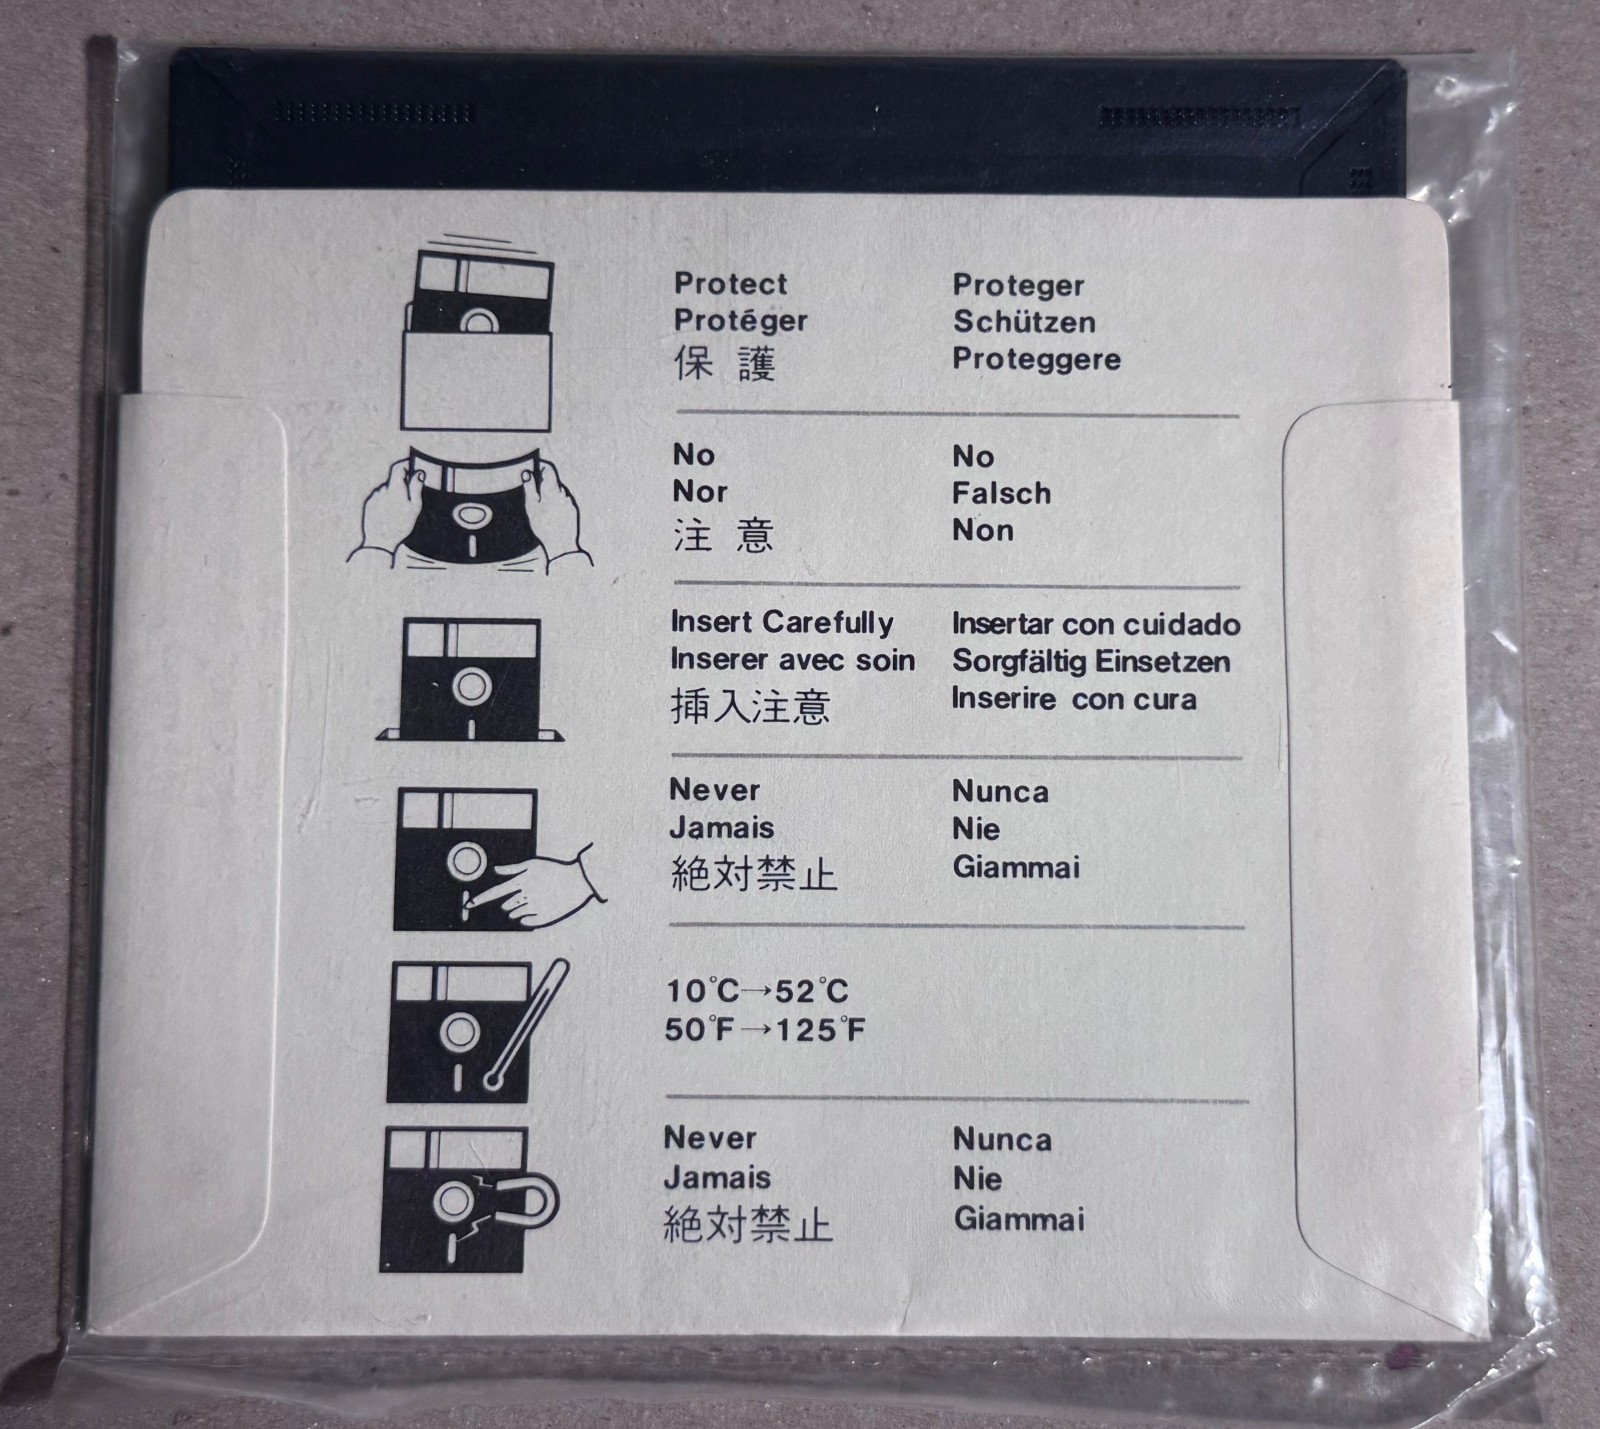 Protect
Protéger
保護
Proteger
Schützen
Proteggere
No
Nor
注意
No
Falsch
Non
Insert Carefully
Inserer avec soin
挿入注意
Insertar con cuidado
Sorgfältig Einsetzen
Inserire con cura
Never
Jamais
絶対禁止
Nunca
Nie
Giammai
10°C→52°C
50°F→125°F
Never
Jamais
絶対禁止
Nunca
Nie
Giammai